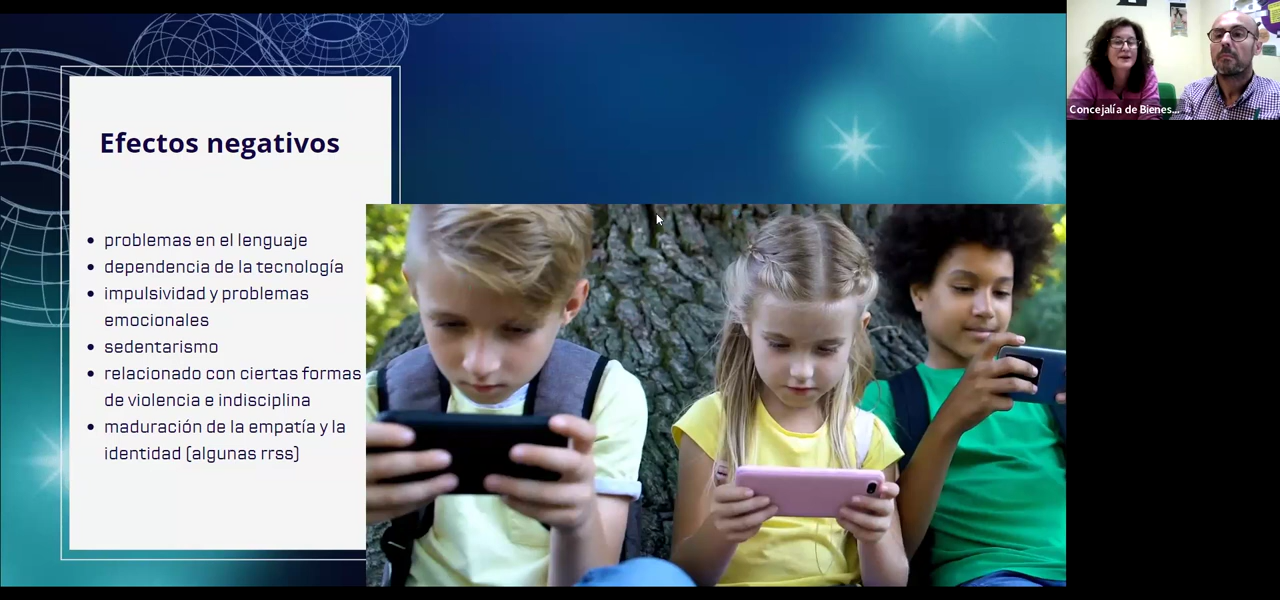 Efectos negativos
problemas en el lenguaje
dependencia de la tecnología
impulsividad y problemas
emocionales
sedentarismo
relacionado con ciertas formas
de violencia e indisciplina
maduración de la empatía y la
identidad (algunas rrss)
Concejalía de Bienes...